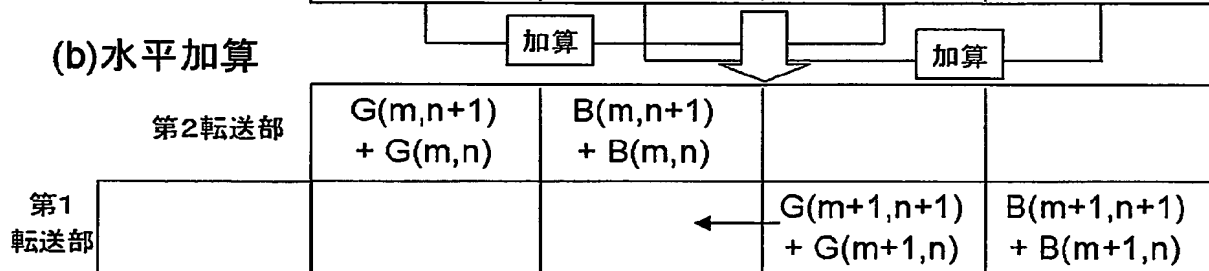 加算
加算
(b)水平加算
第2転送部
G(m,n+1)
+ G(m,n)
B(m,n+1)
+ B(m,n)
第1
転送部
G(m+1,n+1)
+ G(m+1,n)
B(m+1,n+1)
+ B(m+1,n)